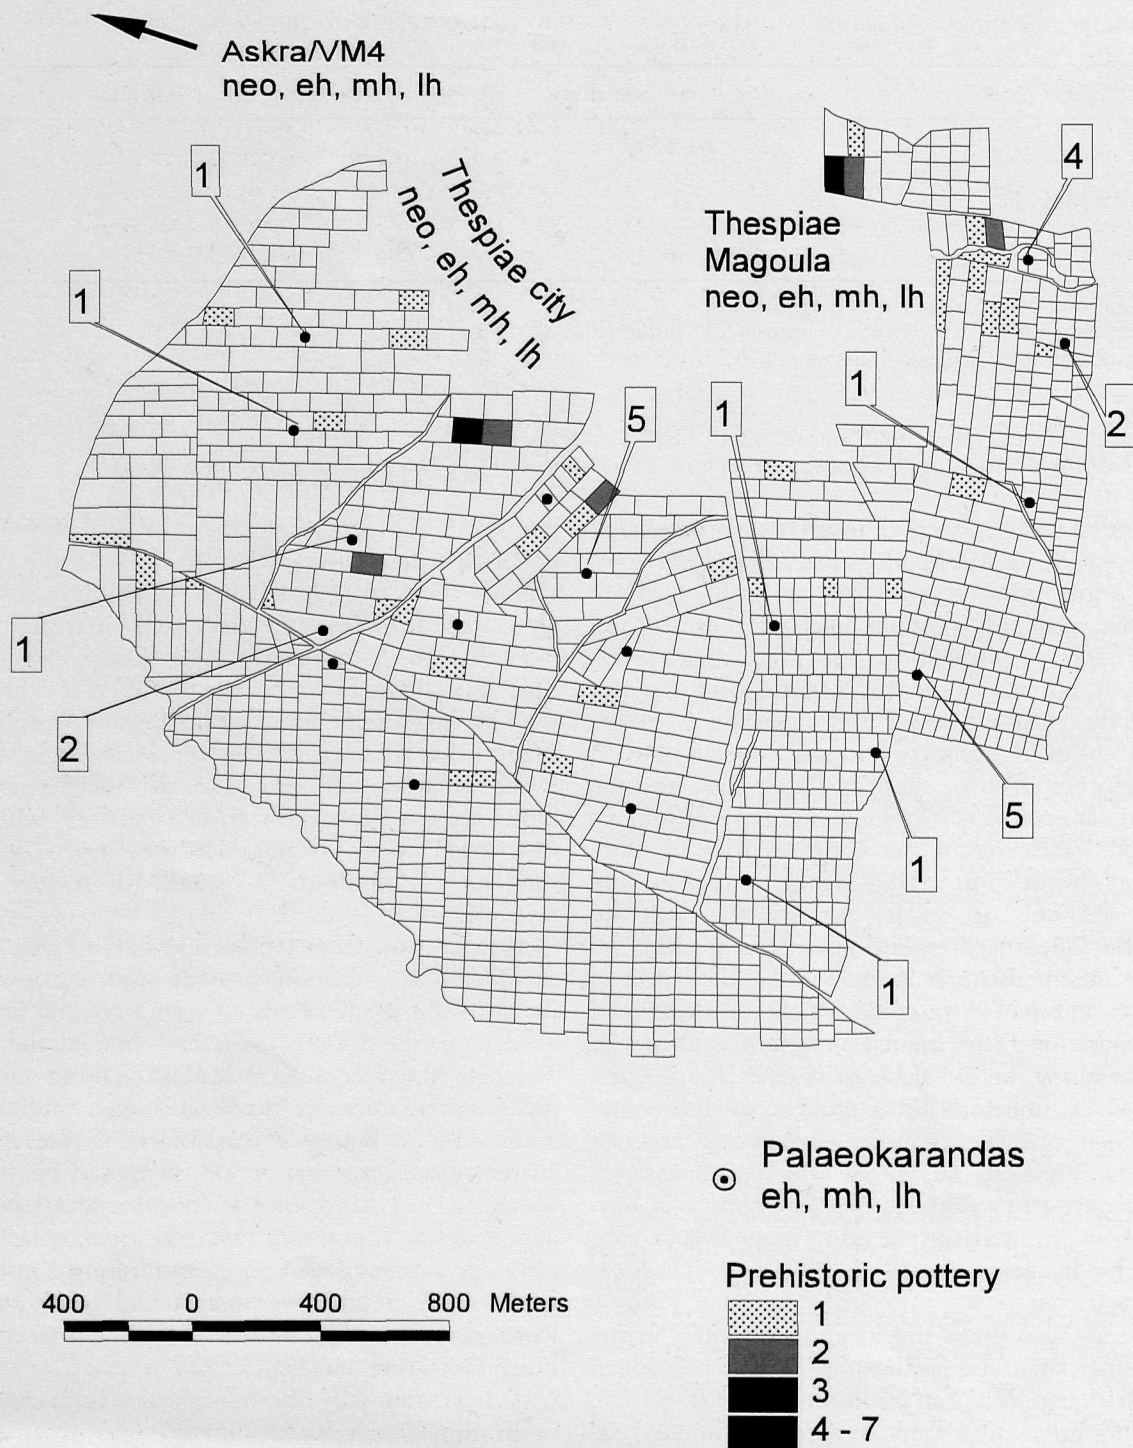 Askra/VM4
neo, eh, mh, lh
1
4
Thespiae city
neo, eh, mh, lh
Thespiae
Magoula
neo, eh, mh, lh
1
1
5
1
2
1
2
5
1
1
Palaeokarandas
eh, mh, lh
Prehistoric pottery
1
2
3
4 - 7
400 0 400 800 Meters